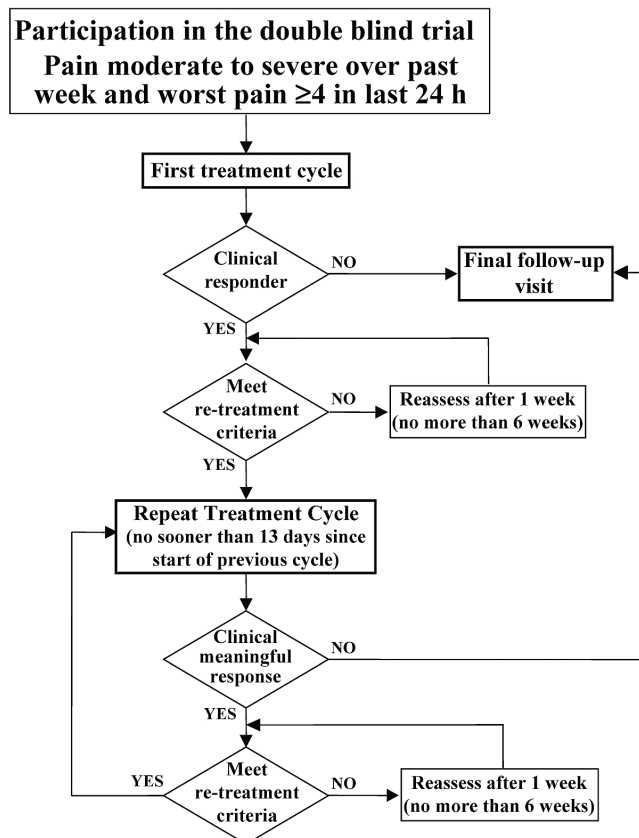 Participation in the double blind trial
Pain moderate to severe over past
week and worst pain ≥4 in last 24 h
First treatment cycle
Clinical
responder
NO
Final follow-up
visit
YES
Meet
re-treatment
criteria
NO
Reassess after 1 week
(no more than 6 weeks)
YES
Repeat Treatment Cycle
(no sooner than 13 days since
start of previous cycle)
Clinical
meaningful
response
NO
YES
Meet
re-treatment
criteria
YES
NO
Reassess after 1 week
(no more than 6 weeks)